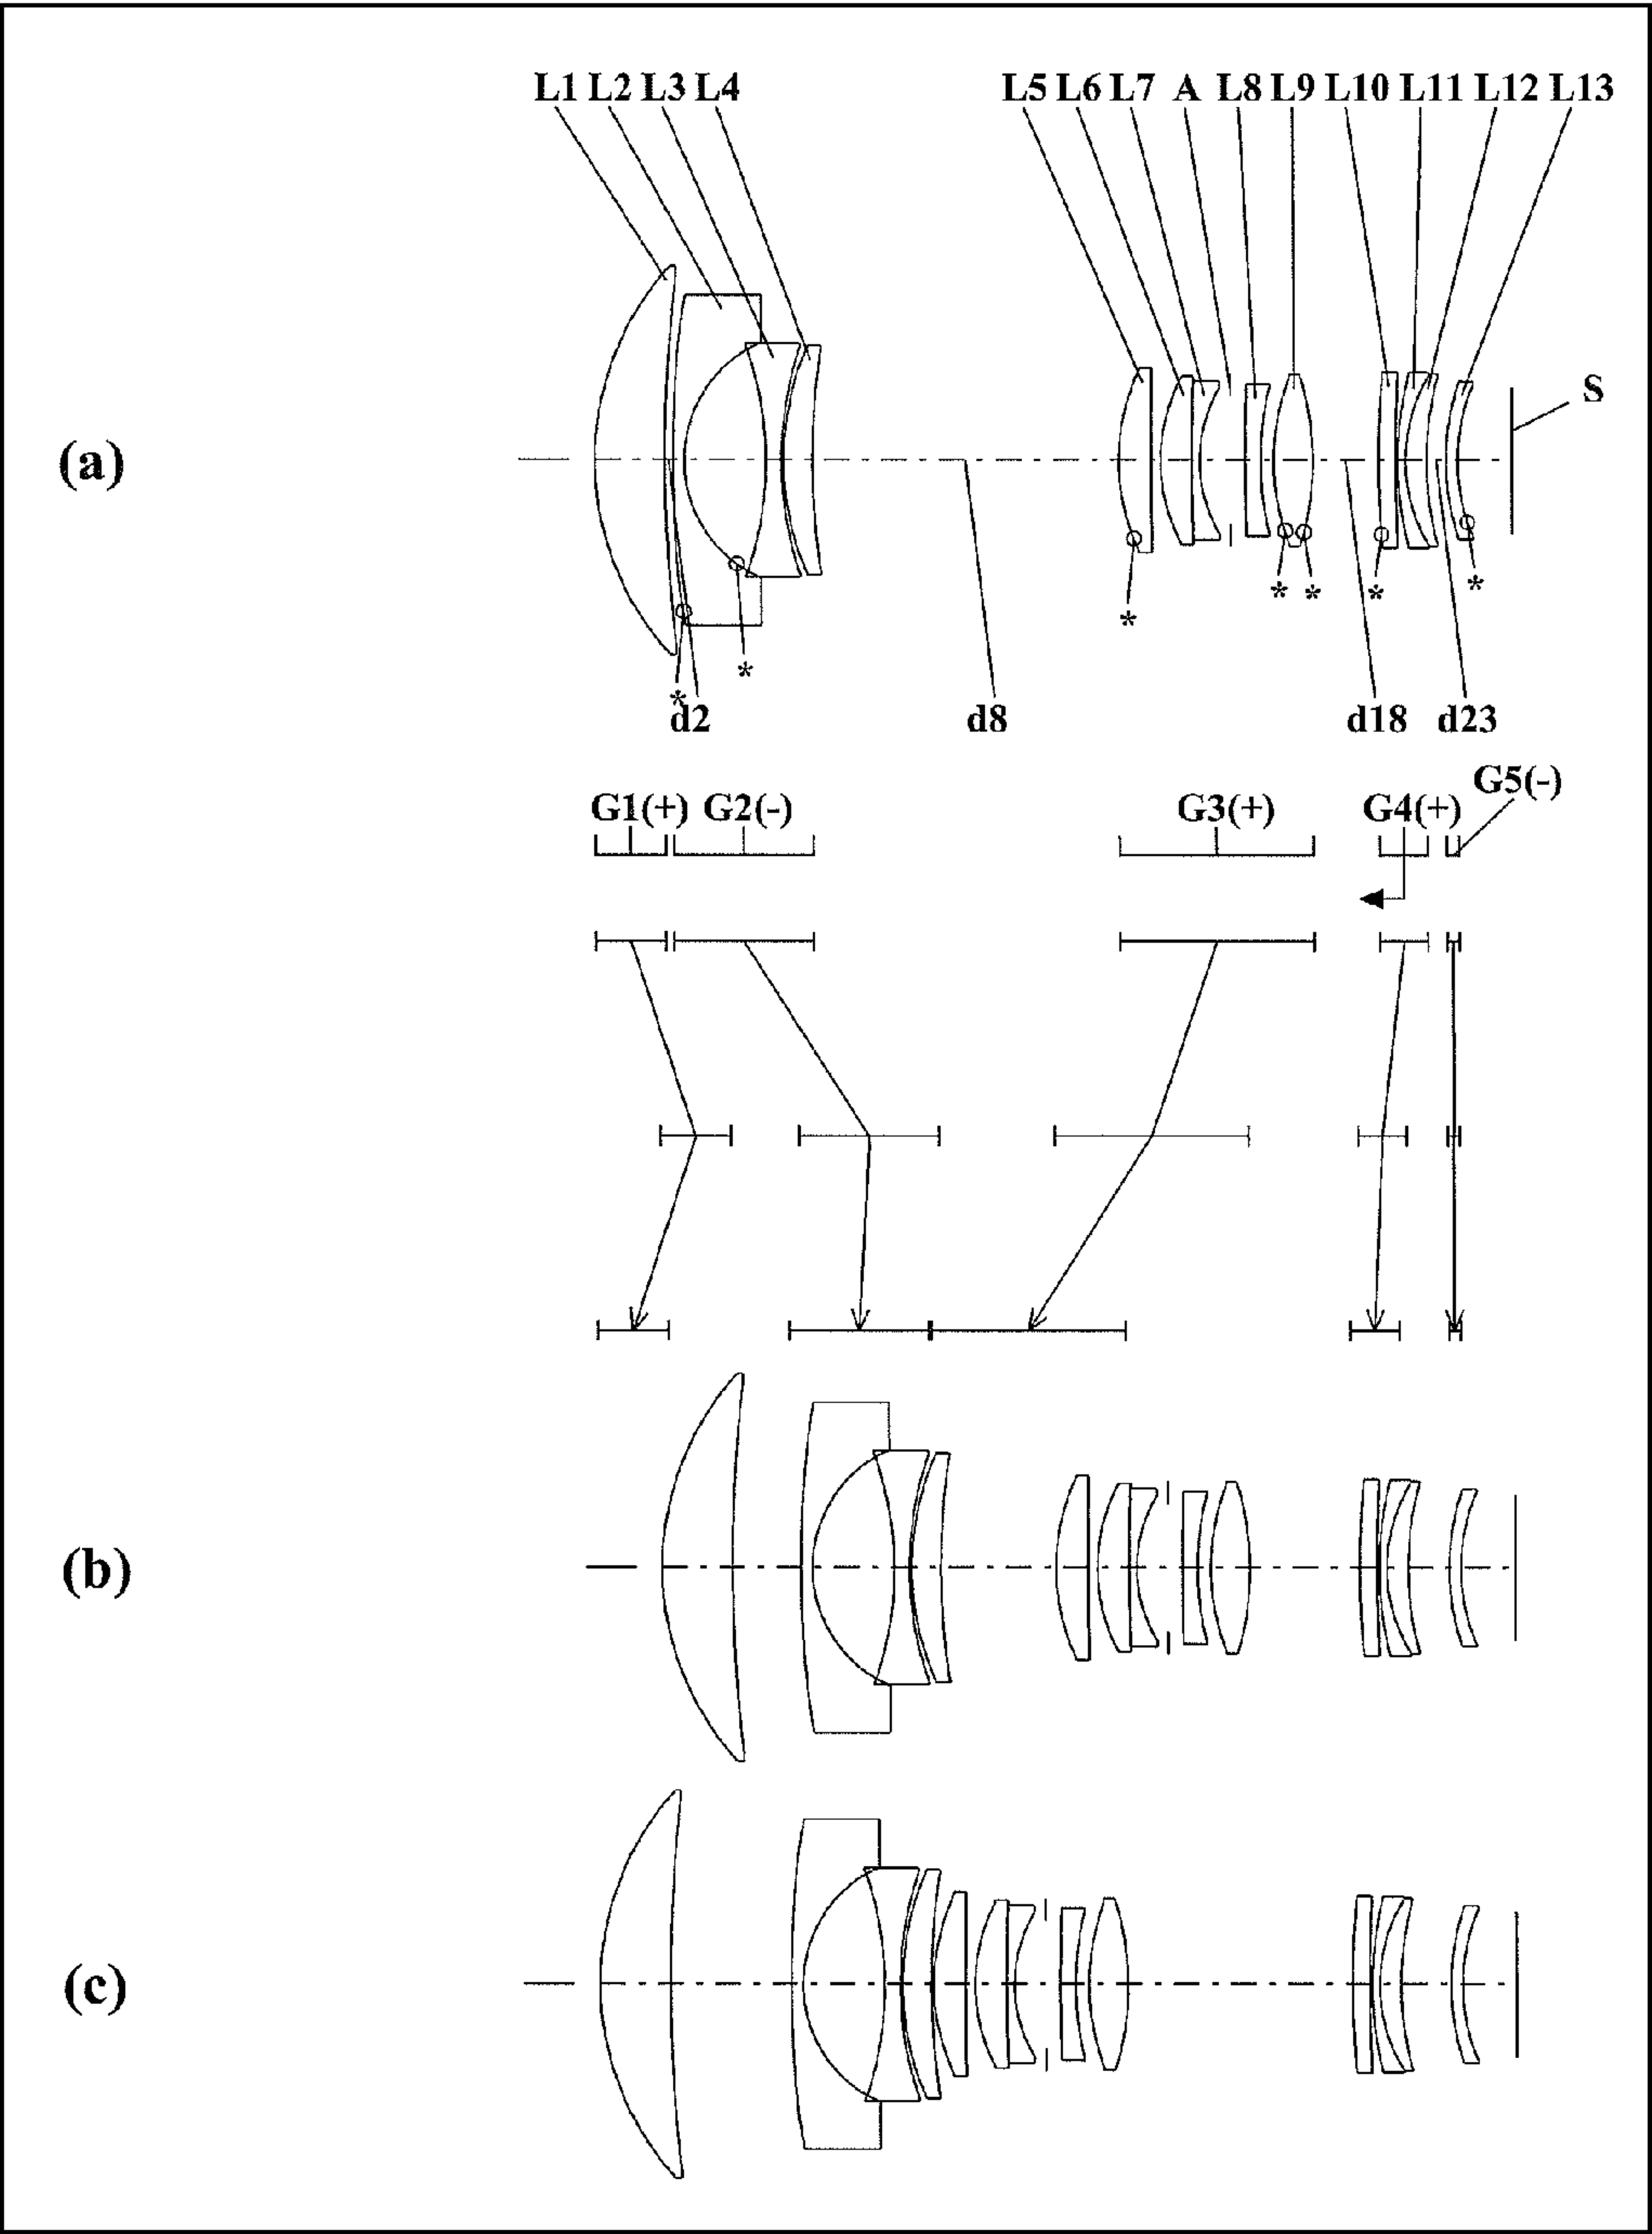 L1 L2 L3 L4 L5 L6 L7 A L8 L9 L10 L11 L12 L13
S
(a)
* * * * * * *
d2 d8 d18 d23
G1(+) G2(-) G3(+) G4(+) G5(-)
(b)
(c)